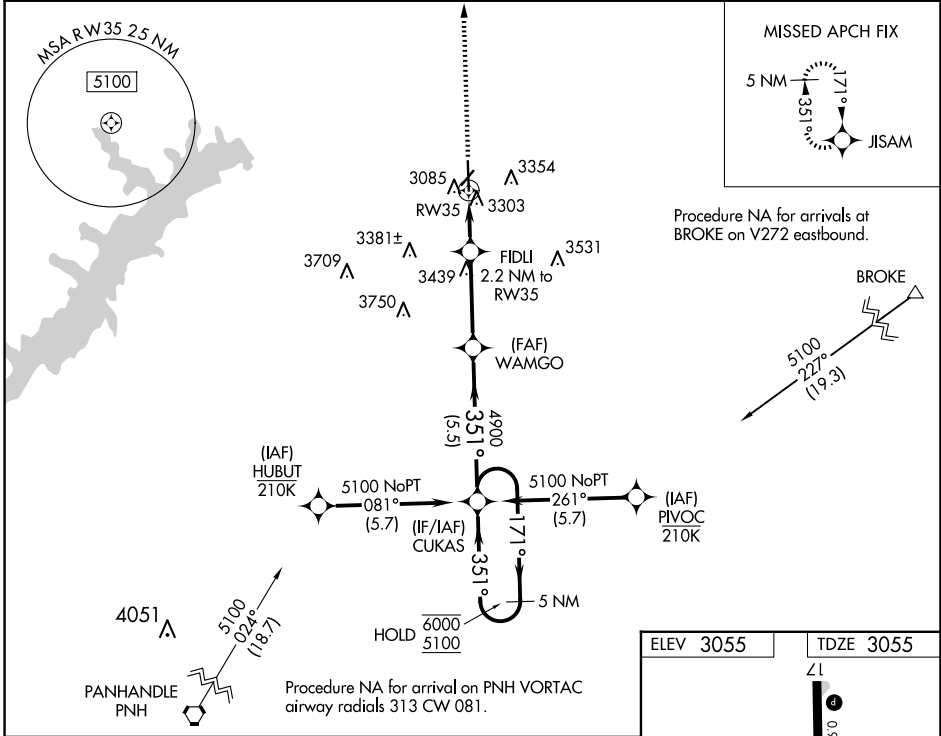 MSA RW35 25 NM
5100
MISSED APCH FIX
5 NM
171°
351°
JISAM
3085
3354
RW35
3303
3381±
FIDLI
2.2 NM to
RW35
3531
3709
3439
3750
Procedure NA for arrivals at
BROKE on V272 eastbound.
BROKE
5100
227°
(19.3)
(FAF)
WAMGO
4900
351°
(5.5)
(IAF)
HUBUT
210K
5100 NoPT
081°
(5.7)
(IF/IAF)
CUKAS
5100 NoPT
261°
(5.7)
(IAF)
PIVOC
210K
171°
351°
5 NM
HOLD
6000
5100
4051
5100
024°
(18.7)
PANHANDLE
PNH
Procedure NA for arrival on PNH VORTAC
airway radials 313 CW 081.
ELEV 3055
TDZE 3055
17
P